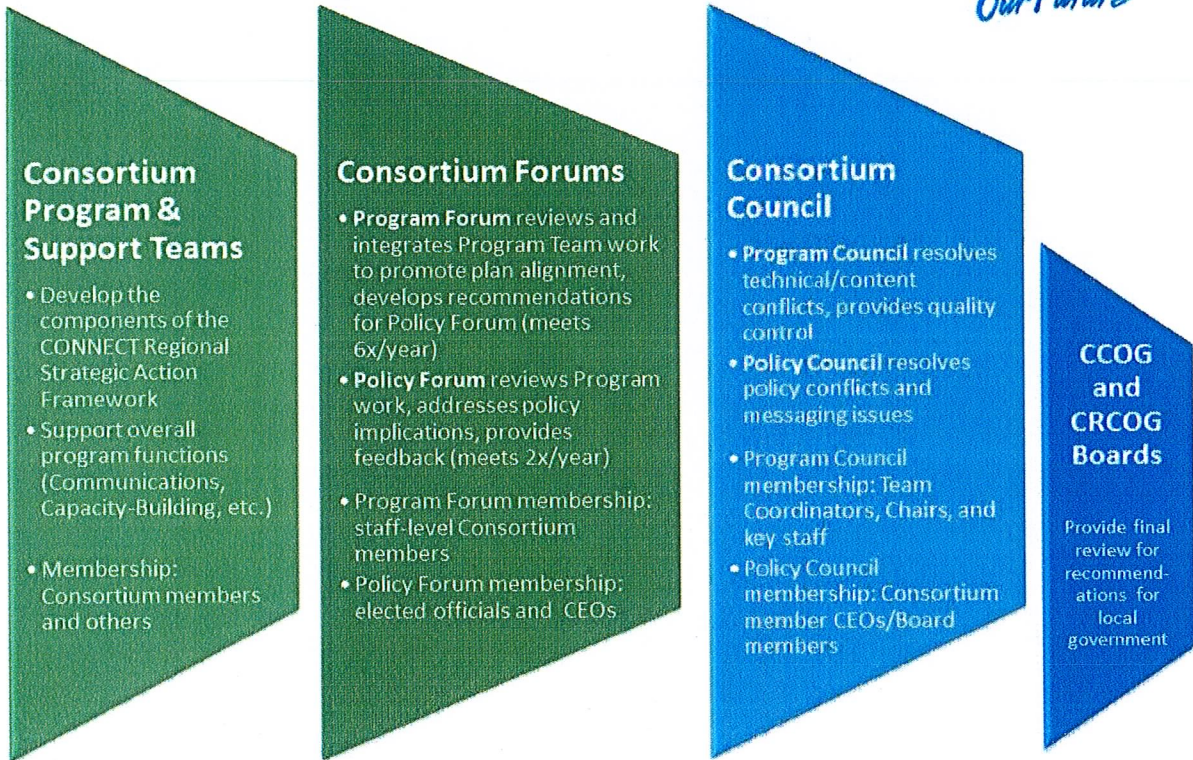 Our Future
Consortium
Program &
Support Teams
• Develop the
components of the
CONNECT Regional
Strategic Action
Framework
• Support overall
program functions
(Communications,
Capacity-Building, etc.)
• Membership:
Consortium members
and others
Consortium Forums
• Program Forum reviews and
integrates Program Team work
to promote plan alignment,
develops recommendations
for Policy Forum (meets
6x/year)
• Policy Forum reviews Program
work, addresses policy
implications, provides
feedback (meets 2x/year)
• Program Forum membership:
staff-level Consortium
members
• Policy Forum membership:
elected officials and CEOs
Consortium
Council
• Program Council resolves
technical/content
conflicts, provides quality
control
• Policy Council resolves
policy conflicts and
messaging issues
• Program Council
membership: Team
Coordinators, Chairs, and
key staff
• Policy Council
membership: Consortium
member CEOs/Board
members
CCOG
and
CRCOG
Boards
Provide final
review for
recommend-
ations for
local
government